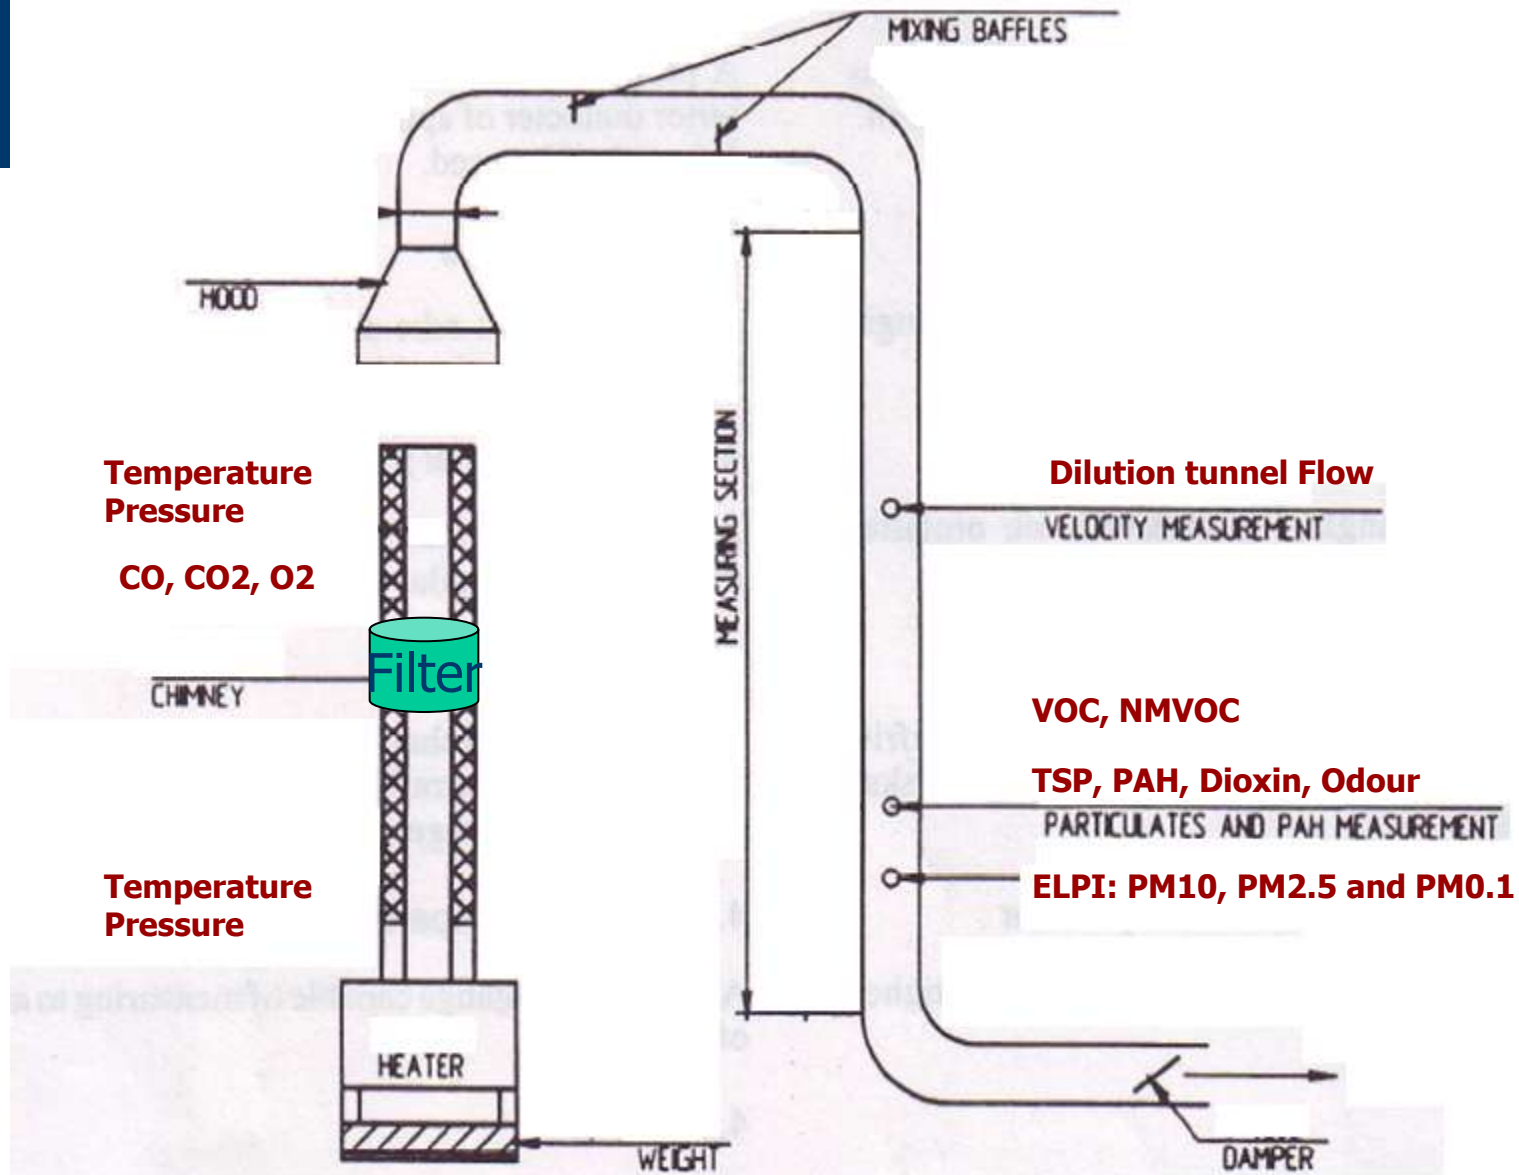 MIXING BAFFLES
HOOD
MEASURING SECTION
Temperature
Pressure
CO, CO2, O2
Dilution tunnel Flow
VELOCITY MEASUREMENT
Filter
CHIMNEY
VOC, NMVOC
TSP, PAH, Dioxin, Odour
PARTICULATES AND PAH MEASUREMENT
ELPI: PM10, PM2.5 and PM0.1
Temperature
Pressure
HEATER
WEIGHT
DAMPER